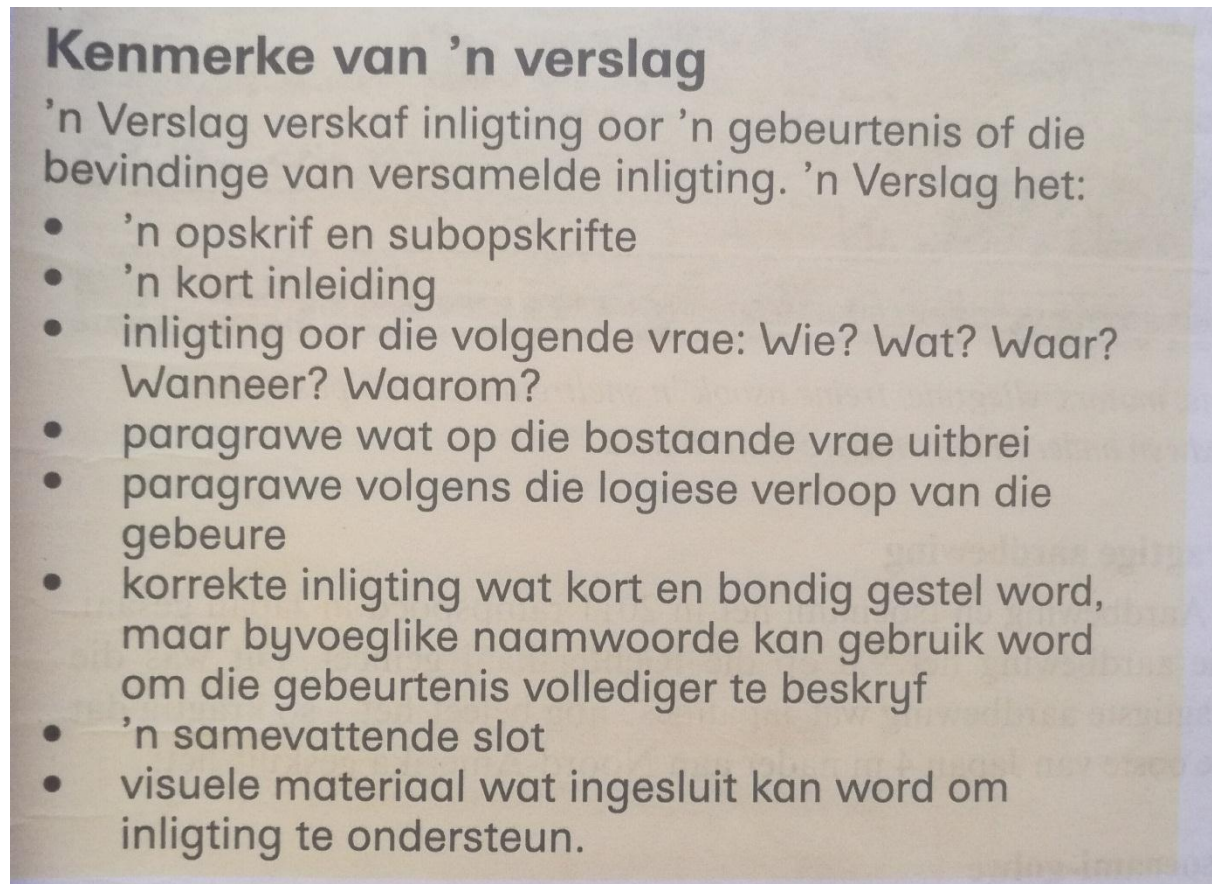 Kenmerke van ’n verslag
’n Verslag verskaf inligting oor ’n gebeurtenis of die
bevindinge van versamelde inligting. ’n Verslag het:
• ’n opskrif en subopskrifte
• ’n kort inleiding
• inligting oor die volgende vrae: Wie? Wat? Waar?
Wanneer? Waarom?
• paragrawe wat op die bostaande vrae uitbrei
• paragrawe volgens die logiese verloop van die
gebeure
• korrekte inligting wat kort en bondig gestel word,
maar byvoeglike naamwoorde kan gebruik word
om die gebeurtenis vollediger te beskryf
• ’n samevattende slot
• visuele materiaal wat ingesluit kan word om
inligting te ondersteun.